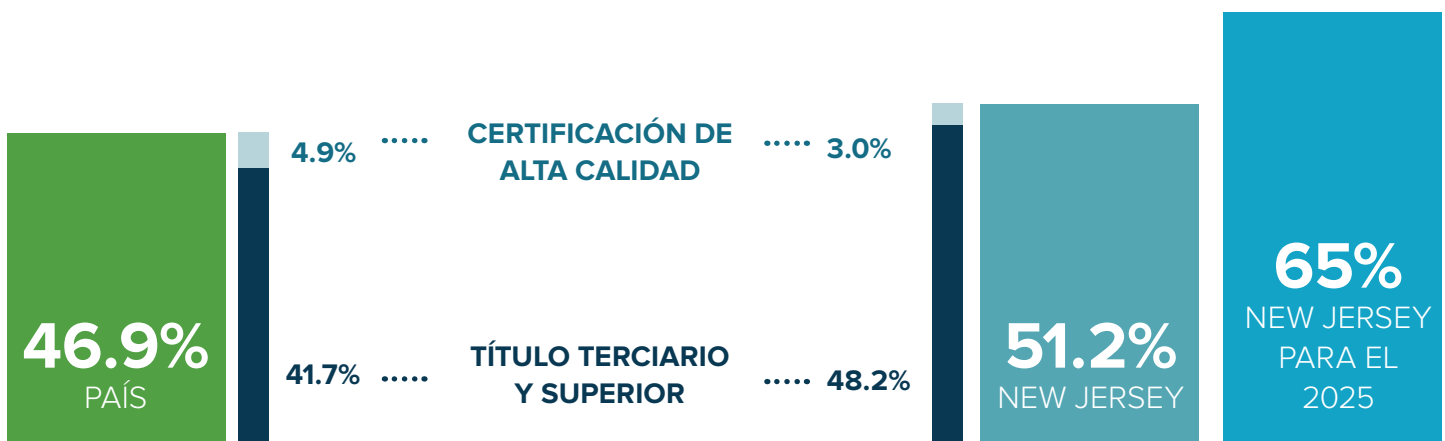 46.9%
PAÍS
4.9%
41.7%
CERTIFICACIÓN DE
ALTA CALIDAD
TÍTULO TERCIARIO
Y SUPERIOR
3.0%
48.2%
51.2%
NEW JERSEY
65%
NEW JERSEY
PARA EL
2025